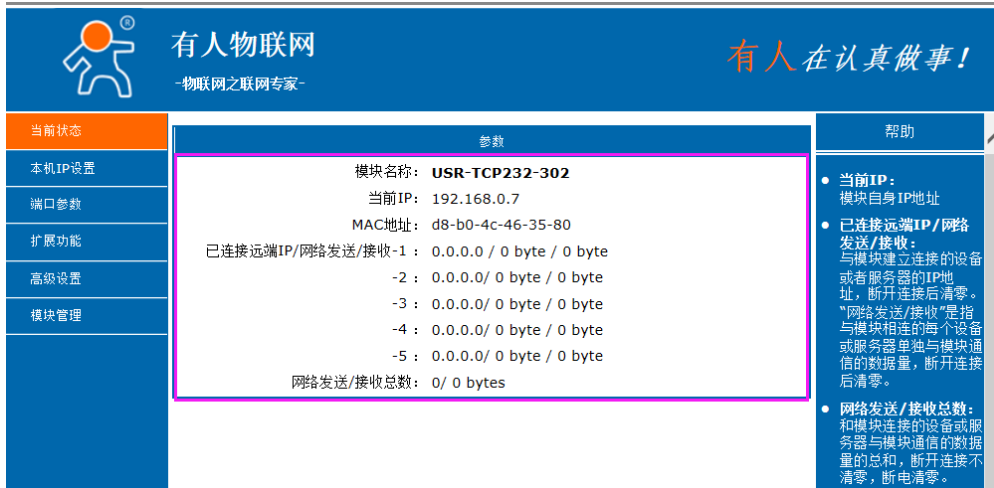 ®
有人物联网
-物联网之联网专家-
有人在认真做事!
当前状态
本机IP设置
端口参数
扩展功能
高级设置
模块管理
参数
模块名称: USR-TCP232-302
当前IP: 192.168.0.7
MAC地址: d8-b0-4c-46-35-80
已连接远端IP/网络发送/接收-1 : 0.0.0.0 / 0 byte / 0 byte
-2 : 0.0.0.0/ 0 byte / 0 byte
-3 : 0.0.0.0/ 0 byte / 0 byte
-4 : 0.0.0.0/ 0 byte / 0 byte
-5 : 0.0.0.0/ 0 byte / 0 byte
网络发送/接收总数: 0/ 0 bytes
帮助
● 当前IP:
模块自身IP地址
● 已连接远端IP/网络
发送/接收:
与模块建立连接的设备
或者服务器的IP地
址，断开连接后清零。
“网络发送/接收”是指
与模块相连的每个设备
或服务器单独与模块通
信的数据量，断开连接
后清零。
● 网络发送/接收总数:
和模块连接的设备或服
务器与模块通信的数据
量的总和，断开连接不
清零，断电清零。